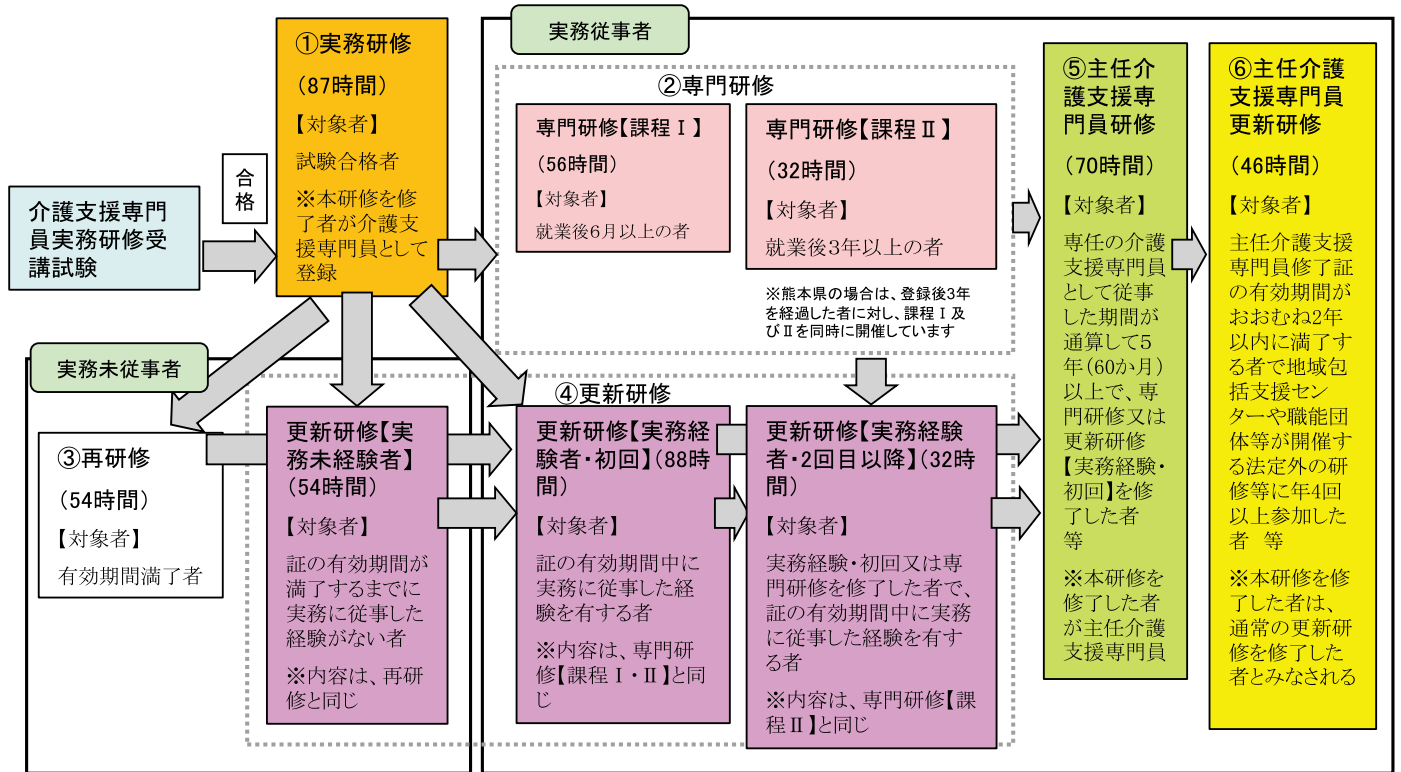 介護支援専門
員実務研修受
講試験
合
格
①実務研修
(87時間)
【対象者】
試験合格者
※本研修を修
了者が介護支
援専門員として
登録
実務従事者
②専門研修
専門研修【課程Ⅰ】
(56時間)
【対象者】
就業後6月以上の者
専門研修【課程Ⅱ】
(32時間)
【対象者】
就業後3年以上の者
※熊本県の場合は、登録後3年
を経過した者に対し、課程Ⅰ及
びⅡを同時に開催しています
実務未従事者
③再研修
(54時間)
【対象者】
有効期間満了者
④更新研修
更新研修【実
務未経験者】
(54時間)
【対象者】
証の有効期間が
満了するまでに
実務に従事した
経験がない者
※内容は、再研
修と同じ
更新研修【実務経
験者・初回】(88時
間)
【対象者】
証の有効期間中に
実務に従事した経
験を有する者
※内容は、専門研
修【課程Ⅰ・Ⅱ】と同
じ
更新研修【実務経験
者・2回目以降】(32時
間)
【対象者】
実務経験・初回又は専
門研修を修了した者で、
証の有効期間中に実務
に従事した経験を有す
る者
※内容は、専門研修【課
程Ⅱ】と同じ
⑤主任介
護支援専
門員研修
(70時間)
【対象者】
専任の介護
支援専門員
として従事
した期間が
通算して5
年(60か月)
以上で、専
門研修又は
更新研修
【実務経験・
初回】を修
了した者
等
※本研修を
修了した者
が主任介護
支援専門員
⑥主任介護
支援専門員
更新研修
(46時間)
【対象者】
主任介護支援
専門員修了証
の有効期間が
おおむね2年
以内に満了す
る者で地域包
括支援セン
ターや職能団
体等が開催す
る法定外の研
修等に年4回
以上参加した
者 等
※本研修を修
了した者は、
通常の更新研
修を修了した
者とみなされる